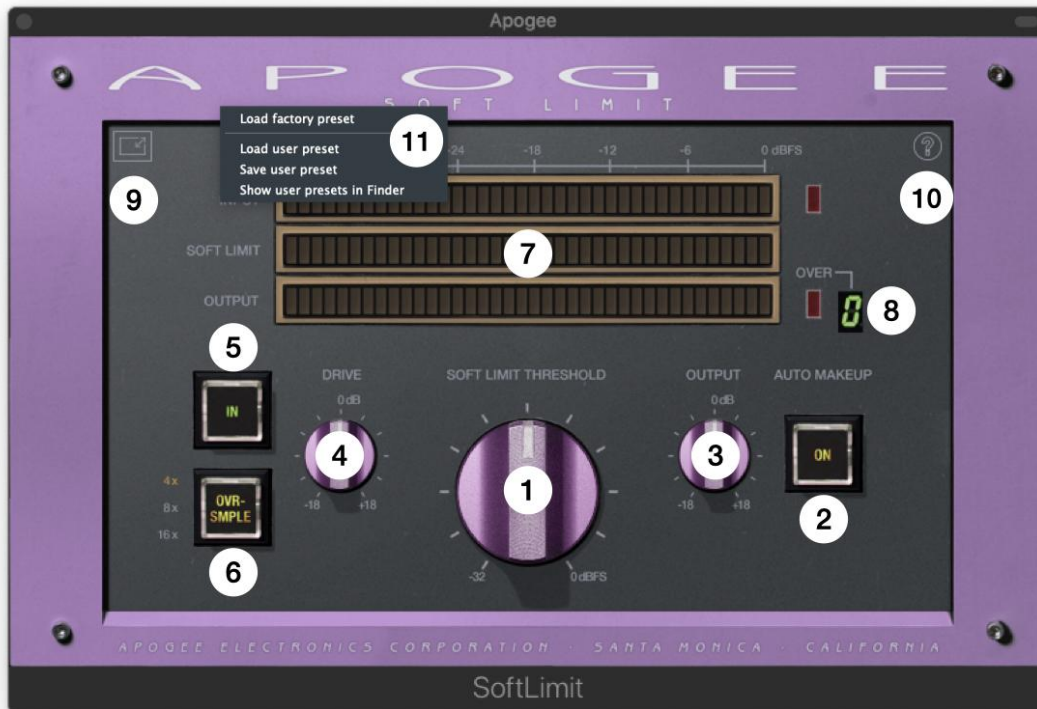 Apogee
APOGEE
SOFT LIMIT
Load factory preset
Load user preset
Save user preset
Show user presets in Finder
11
-24 -18 -12 -6 0 dBFS
?
9
10
SOFT LIMIT
7
OVER
OUTPUT
0
8
5
DRIVE
SOFT LIMIT THRESHOLD
OUTPUT
AUTO MAKEUP
0dB
0dB
IN
4
1
3
ON
4x
8x
16x
OVR-
SMPLE
-18 +18
-18 +18
2
6
-32 0dBFS
APOGEE ELECTRONICS CORPORATION · SANTA MONICA · CALIFORNIA
SoftLimit